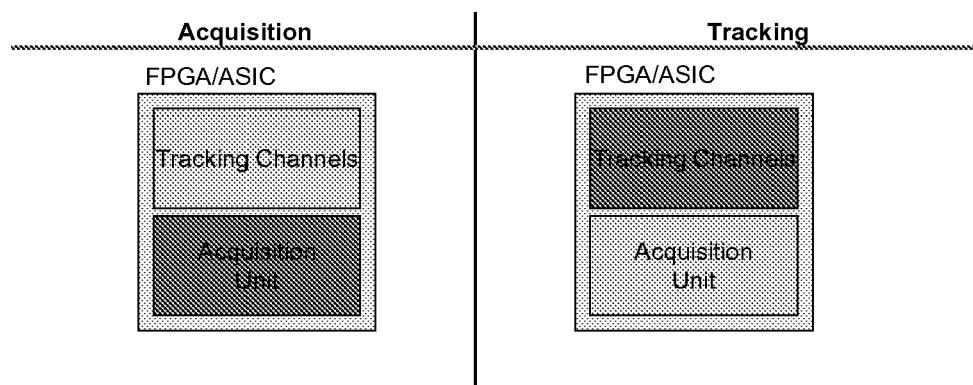 Acquisition
Tracking
FPGA/ASIC
Tracking Channels
Acquisition
Unit
FPGA/ASIC
Tracking Channels
Acquisition
Unit